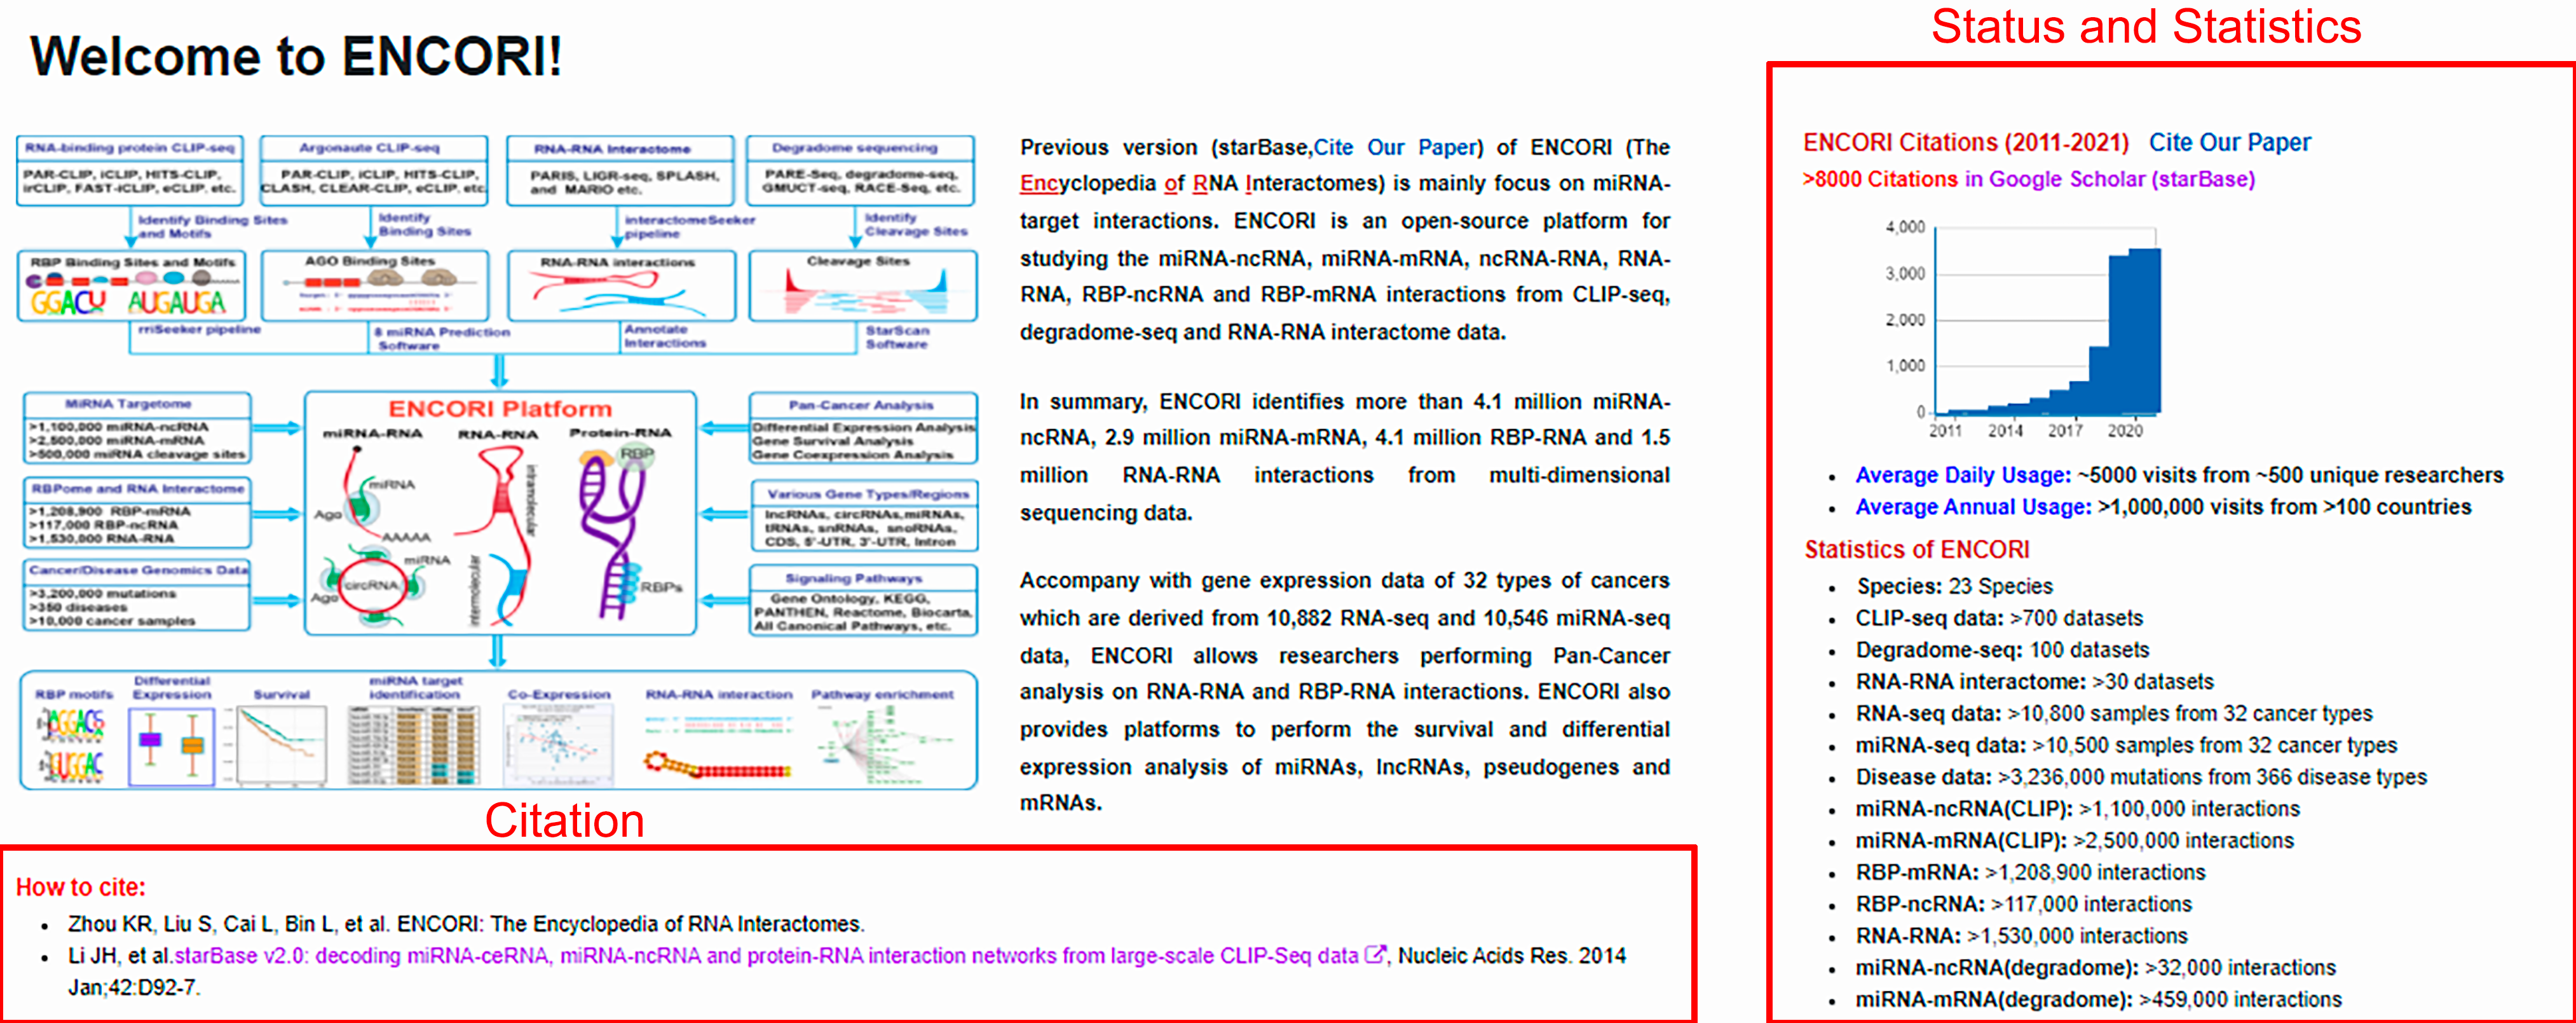 Status and Statistics
Welcome to ENCORI!
RNA-binding protein CLIP-seq
PAR-CLIP, iCLIP, HITS-CLIP,
irCLIP, FAST-iCLIP, eCLIP, etc.
Argonaute CLIP-seq
PAR-CLIP, iCLIP, HITS-CLIP,
CLASH, CLEAR-CLIP, eCLIP, etc.
RNA-RNA Interactome
PARIS, LIGR-seq, SPLASH,
and MARIO etc.
Degradome sequencing
PARE-Seq, degradome-seq,
GMUCT-seq, RACE-Seq, etc.
Identify Binding Sites
and Motifs
Identify
Binding Sites
interactomeSeeker
pipeline
Identify
Cleavage Sites
RBP Binding Sites and Motifs
GGACU AUGAUGA
AGO Binding Sites
RNA-RNA interactions
Cleavage Sites
rriSeeker pipeline
8 miRNA Prediction
Software
Annotate
Interactions
StarScan
Software
MiRNA Targetome
>1,100,000 miRNA-ncRNA
>2,500,000 miRNA-mRNA
>500,000 miRNA cleavage sites
RBPome and RNA Interactome
>1,208,900 RBP-mRNA
>117,000 RBP-ncRNA
>1,530,000 RNA-RNA
Cancer/Disease Genomics Data
>3,200,000 mutations
>350 diseases
>10,000 cancer samples
ENCORI Platform
miRNA-RNA
RNA-RNA
Protein-RNA
miRNA
Ago
AAAAA
miRNA
circRNA
Ago
intramolecular
intermolecular
RBP
RBPs
Pan-Cancer Analysis
Differential Expression Analysis
Gene Survival Analysis
Gene Coexpression Analysis
Various Gene Types/Regions
lncRNAs, circRNAs,miRNAs,
tRNAs, snRNAs, snoRNAs,
CDS, 5'-UTR, 3'-UTR, Intron
Signaling Pathways
Gene Ontology, KEGG,
PANTHEN, Reactome, Biocarta,
All Canonical Pathways, etc.
RBP motifs
Differential
Expression
Survival
miRNA target
identification
Co-Expression
RNA-RNA interaction
Pathway enrichment
Previous version (starBase,Cite Our Paper) of ENCORI (The
Encyclopedia of RNA Interactomes) is mainly focus on miRNA-
target interactions. ENCORI is an open-source platform for
studying the miRNA-ncRNA, miRNA-mRNA, ncRNA-RNA, RNA-
RNA, RBP-ncRNA and RBP-mRNA interactions from CLIP-seq,
degradome-seq and RNA-RNA interactome data.
In summary, ENCORI identifies more than 4.1 million miRNA-
ncRNA, 2.9 million miRNA-mRNA, 4.1 million RBP-RNA and 1.5
million RNA-RNA interactions from multi-dimensional
sequencing data.
Accompany with gene expression data of 32 types of cancers
which are derived from 10,882 RNA-seq and 10,546 miRNA-seq
data, ENCORI allows researchers performing Pan-Cancer
analysis on RNA-RNA and RBP-RNA interactions. ENCORI also
provides platforms to perform the survival and differential
expression analysis of miRNAs, lncRNAs, pseudogenes and
mRNAs.
Citation
How to cite:
• Zhou KR, Liu S, Cai L, Bin L, et al. ENCORI: The Encyclopedia of RNA Interactomes.
• Li JH, et al.starBase v2.0: decoding miRNA-ceRNA, miRNA-ncRNA and protein-RNA interaction networks from large-scale CLIP-Seq data, Nucleic Acids Res. 2014
Jan;42:D92-7.
ENCORI Citations (2011-2021) Cite Our Paper
>8000 Citations in Google Scholar (starBase)
4,000
3,000
2,000
1,000
0
2011 2014 2017 2020
• Average Daily Usage: ~5000 visits from ~500 unique researchers
• Average Annual Usage: >1,000,000 visits from >100 countries
Statistics of ENCORI
• Species: 23 Species
• CLIP-seq data: >700 datasets
• Degradome-seq: 100 datasets
• RNA-RNA interactome: >30 datasets
• RNA-seq data: >10,800 samples from 32 cancer types
• miRNA-seq data: >10,500 samples from 32 cancer types
• Disease data: >3,236,000 mutations from 366 disease types
• miRNA-ncRNA(CLIP): >1,100,000 interactions
• miRNA-mRNA(CLIP): >2,500,000 interactions
• RBP-mRNA: >1,208,900 interactions
• RBP-ncRNA: >117,000 interactions
• RNA-RNA: >1,530,000 interactions
• miRNA-ncRNA(degradome): >32,000 interactions
• miRNA-mRNA(degradome): >459,000 interactions